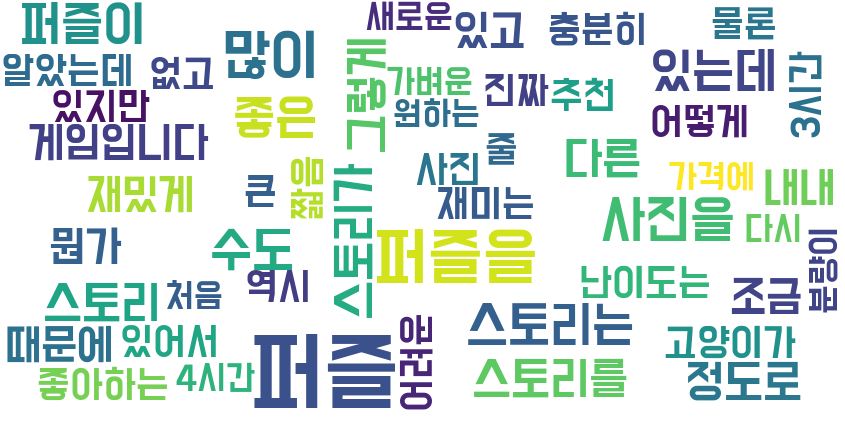 퍼즐이
많이
새로운
있고
충분히
물론
알았는데
없고
그렇게
가벼운
진짜
추천
있는데
3시간
있지만
좋은
원하는
어떻게
게임입니다
줄
다른
사진
가격에
재밌게
큰
짧음
스토리가
재미는
사진을
내내
다시
뭔가
수도
퍼즐을
난이도는
분량이
스토리
처음
역시
조금
때문에
있어서
퍼즐
어려운
스토리는
고양이가
좋아하는
4시간
스토리를
정도로